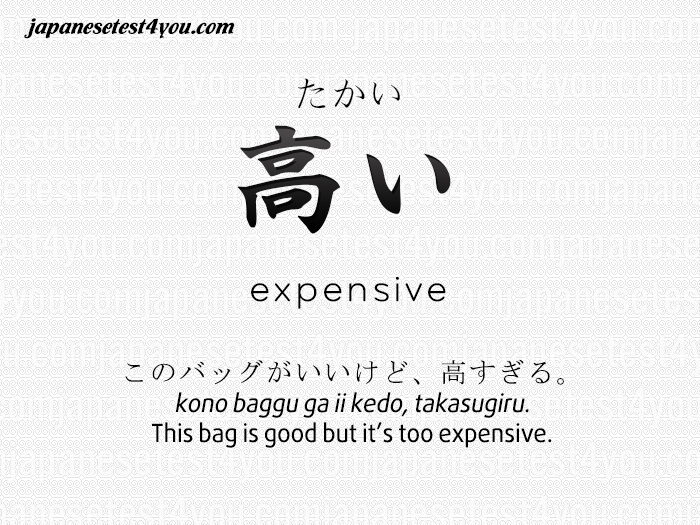 japanesetest4you.com
たかい
高い
expensive
このバッグがいいけど、高すぎる。
kono baggu ga ii kedo, takasugiru.
This bag is good but it's too expensive.